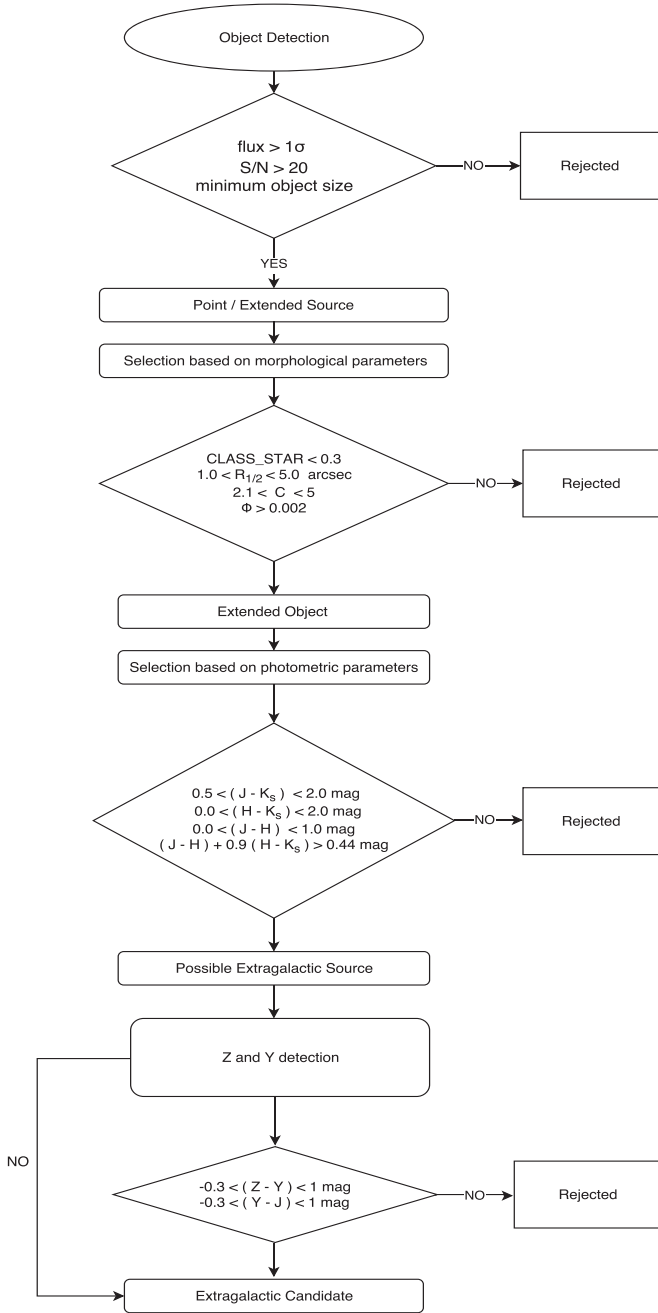 Object Detection
flux > 1σ
S/N > 20
minimum object size
NO
Rejected
YES
Point / Extended Source
Selection based on morphological parameters
CLASS_STAR < 0.3
1.0 < R1/2 < 5.0 arcsec
2.1 < C < 5
Φ > 0.002
NO
Rejected
Extended Object
Selection based on photometric parameters
0.5 < ( J - Ks ) < 2.0 mag
0.0 < ( H - Ks ) < 2.0 mag
0.0 < ( J - H ) < 1.0 mag
( J - H ) + 0.9 ( H - Ks ) > 0.44 mag
NO
Rejected
Possible Extragalactic Source
Z and Y detection
NO
-0.3 < ( Z - Y ) < 1 mag
-0.3 < ( Y - J ) < 1 mag
NO
Rejected
Extragalactic Candidate